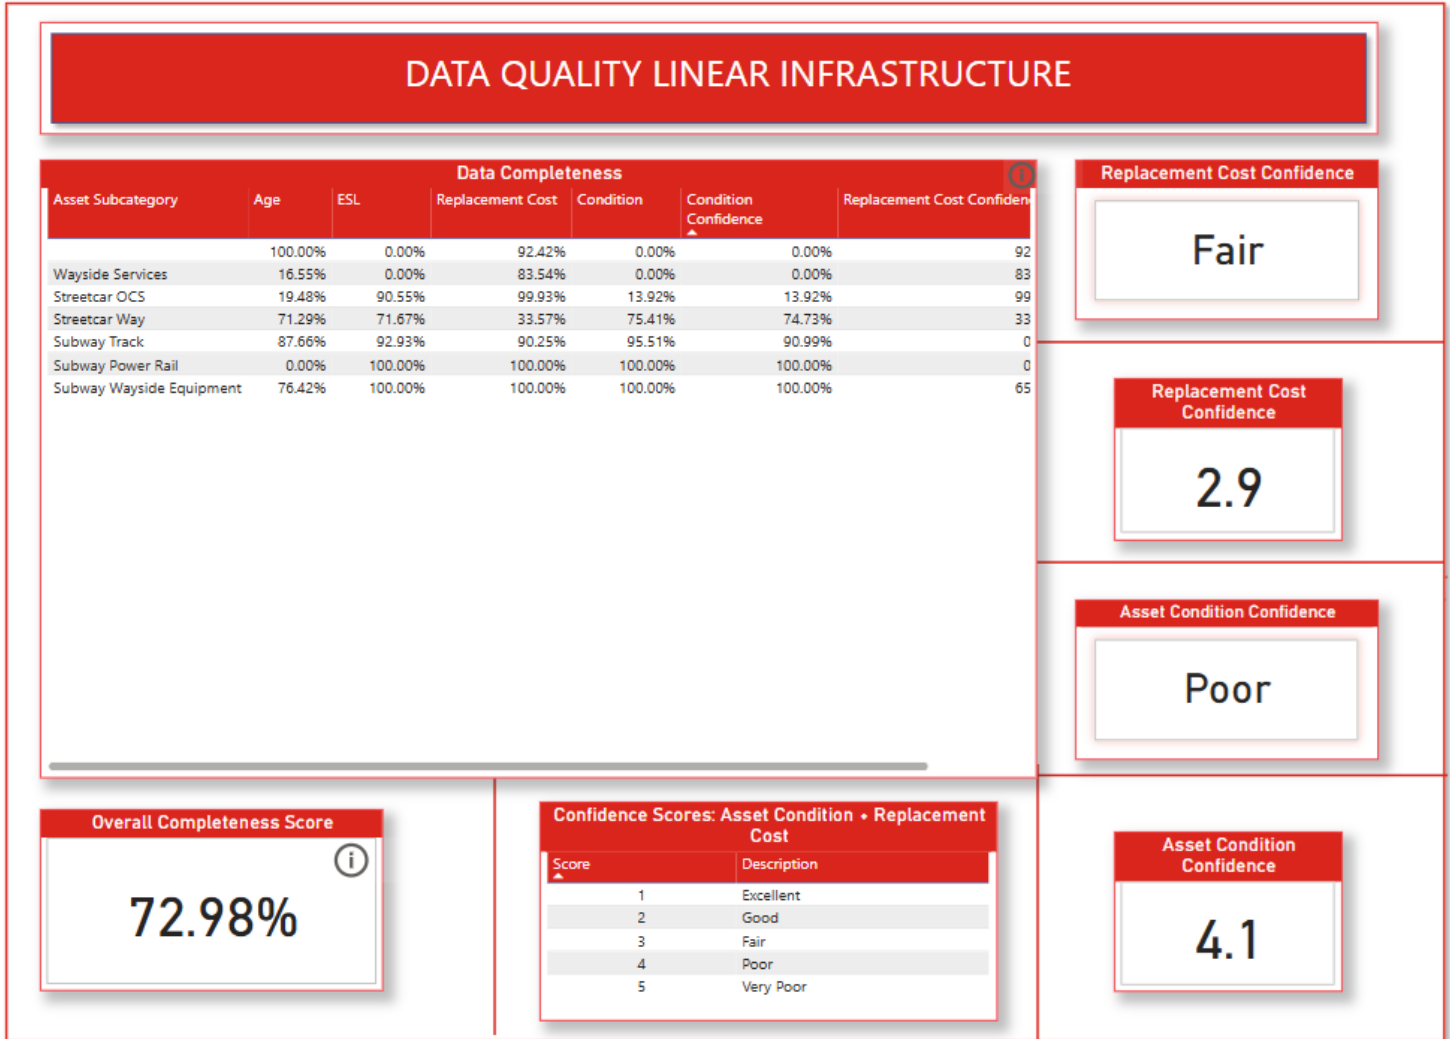 DATA QUALITY LINEAR INFRASTRUCTURE
Data Completeness
Asset Subcategory Age ESL Replacement Cost Condition Condition Confidence Replacement Cost
100.00% 0.00% 92.42% 0.00% 0.00% 92
Wayside Services 16.55% 0.00% 83.54% 0.00% 0.00% 83
Streetcar OCS 19.48% 90.55% 99.93% 13.92% 13.92% 99
Streetcar Way 71.29% 71.67% 33.57% 75.41% 74.73% 33
Subway Track 87.66% 92.93% 90.25% 95.51% 90.99% 0
Subway Power Rail 0.00% 100.00% 100.00% 100.00% 100.00% 0
Subway Wayside Equipment 76.42% 100.00% 100.00% 100.00% 100.00% 65
Replacement Cost Confidence
Fair
Replacement Cost
Confidence
2.9
Asset Condition Confidence
Poor
Overall Completeness Score
72.98%
Confidence Scores: Asset Condition + Replacement
Cost
Score Description
1 Excellent
2 Good
3 Fair
4 Poor
5 Very Poor
Asset Condition
Confidence
4.1